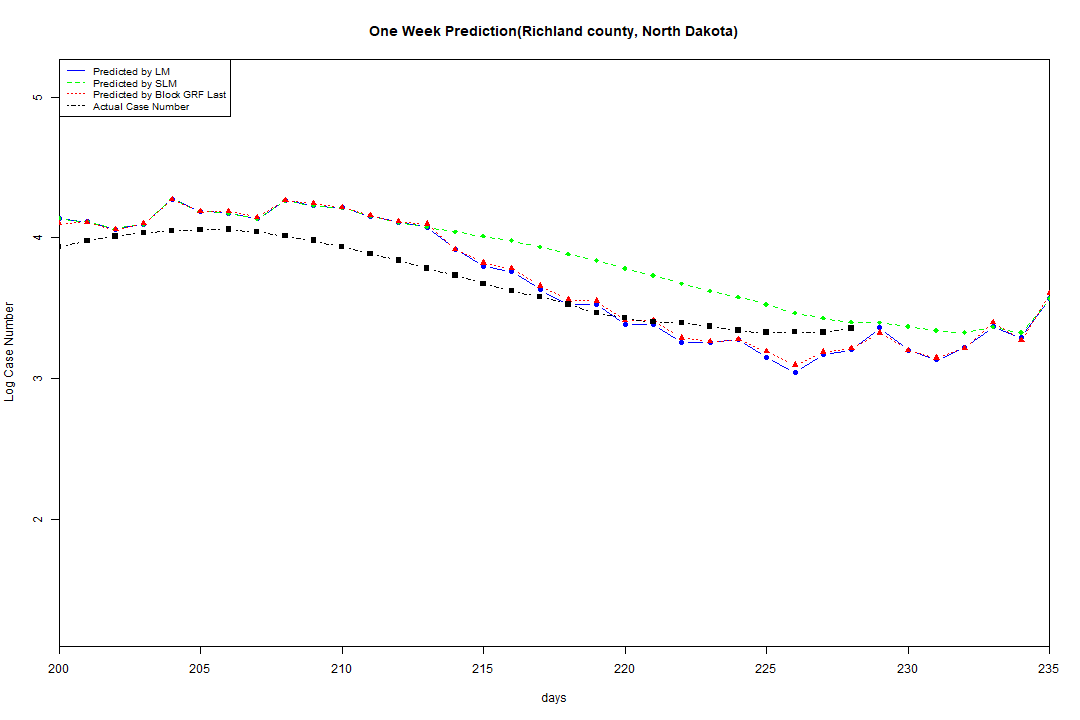 One Week Prediction(Richland county, North Dakota)
Predicted by LM
Predicted by SLM
Predicted by Block GRF Last
Actual Case Number
5
4
3
2
Log Case Number
200 205 210 215 220 225 230 235
days